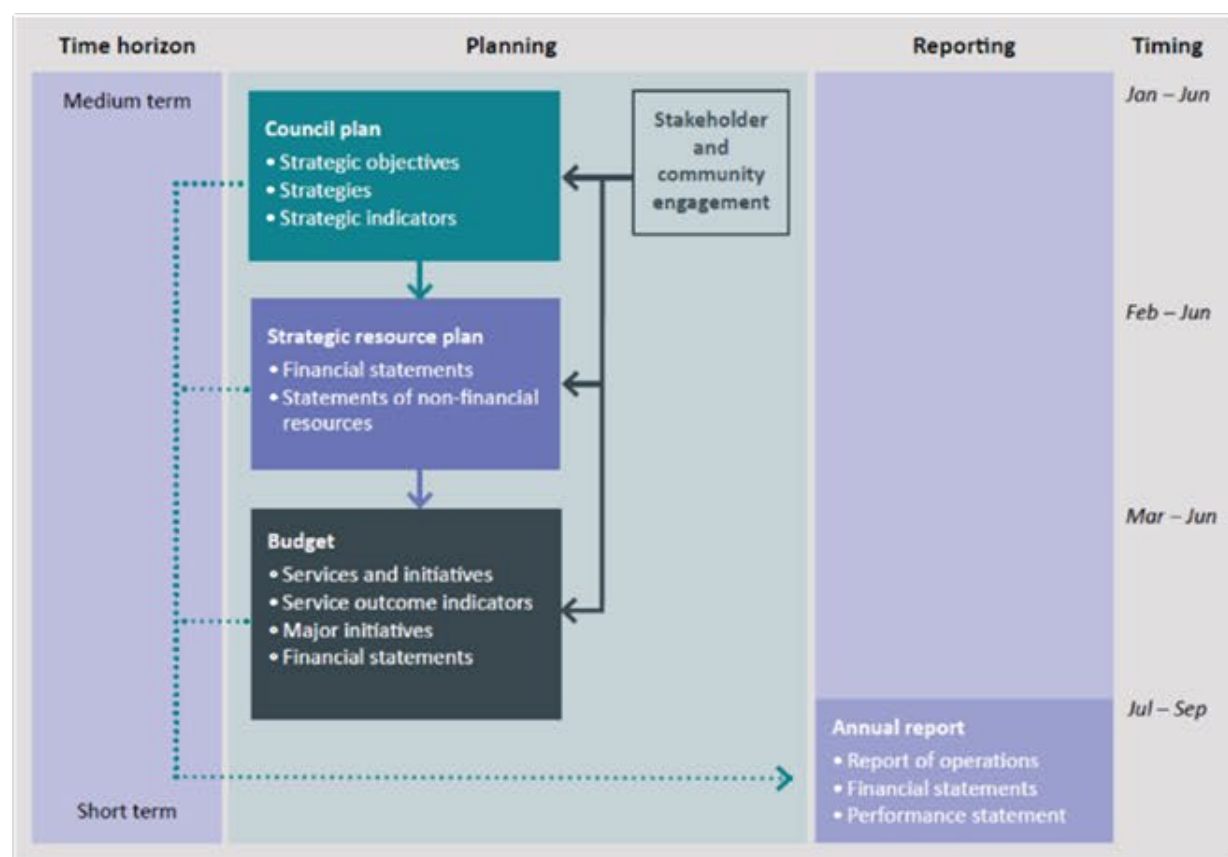 Time horizon
Planning
Reporting
Timing
Medium term
Jan – Jun
Council plan
• Strategic objectives
• Strategies
• Strategic indicators
Stakeholder
and
community
engagement
Feb – Jun
Strategic resource plan
• Financial statements
• Statements of non-financial
resources
Mar – Jun
Budget
• Services and initiatives
• Service outcome indicators
• Major initiatives
• Financial statements
Jul – Sep
Annual report
• Report of operations
• Financial statements
• Performance statement
Short term